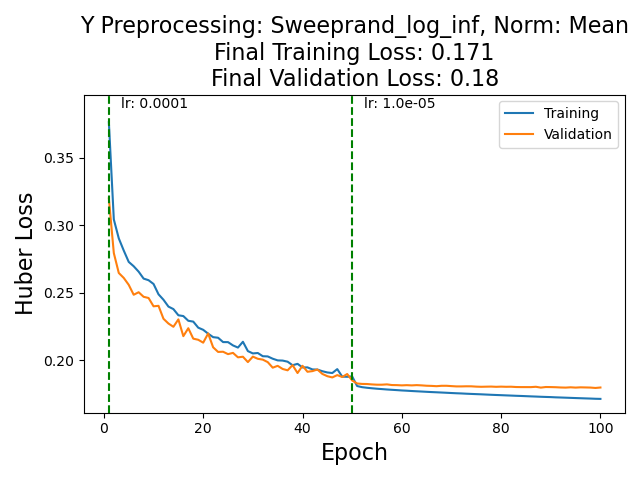 Y Preprocessing: Sweeprand_log_inf, Norm: Mean
Final Training Loss: 0.171
Final Validation Loss: 0.18
lr: 0.0001
lr: 1.0e-05
Training
Validation
0.35
0.30
0.25
0.20
Huber Loss
0
20
40
60
80
100
Epoch